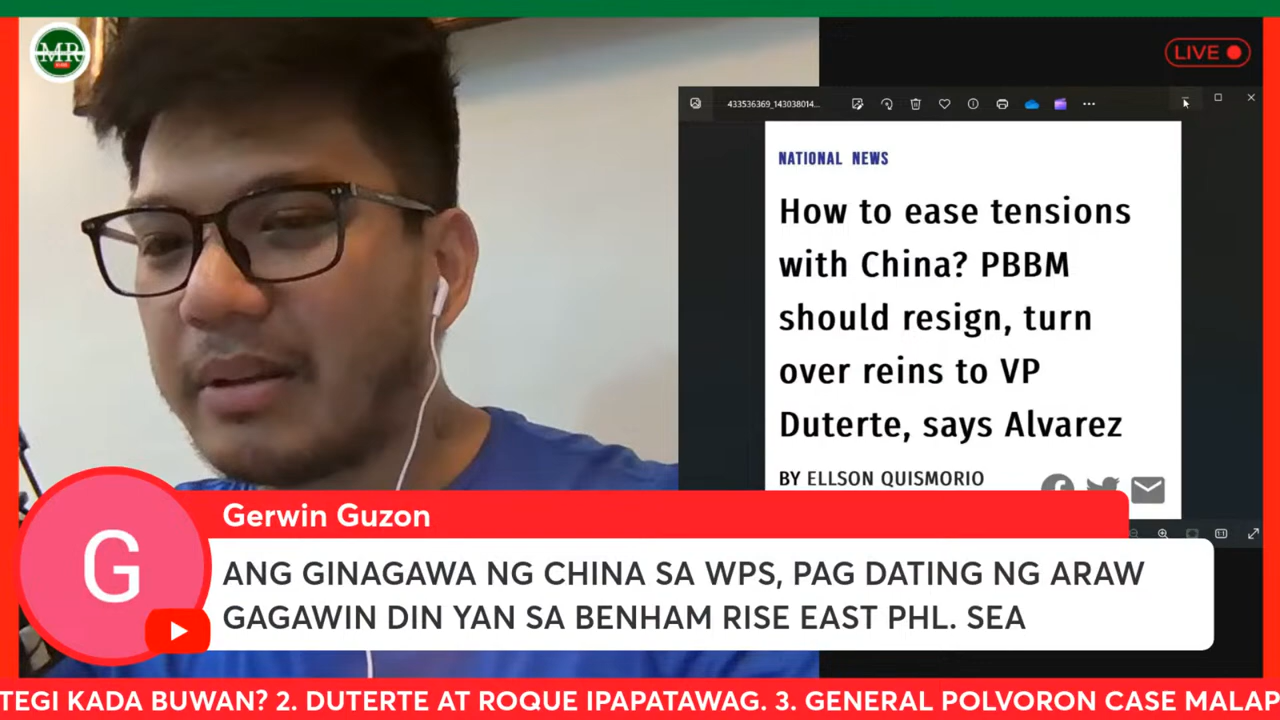 MR
LIVE
433536369_143038014...
NATIONAL NEWS
How to ease tensions
with China? PBBM
should resign, turn
over reins to VP
Duterte, says Alvarez
BY ELLSON QUISMORIO
G
Gerwin Guzon
ANG GINAGAWA NG CHINA SA WPS, PAG DATING NG ARAW
GAGAWIN DIN YAN SA BENHAM RISE EAST PHL. SEA
TEGI KADA BUWAN? 2. DUTERTE AT ROQUE IPAPATAWAG. 3. GENERAL POLVORON CASE MALAP